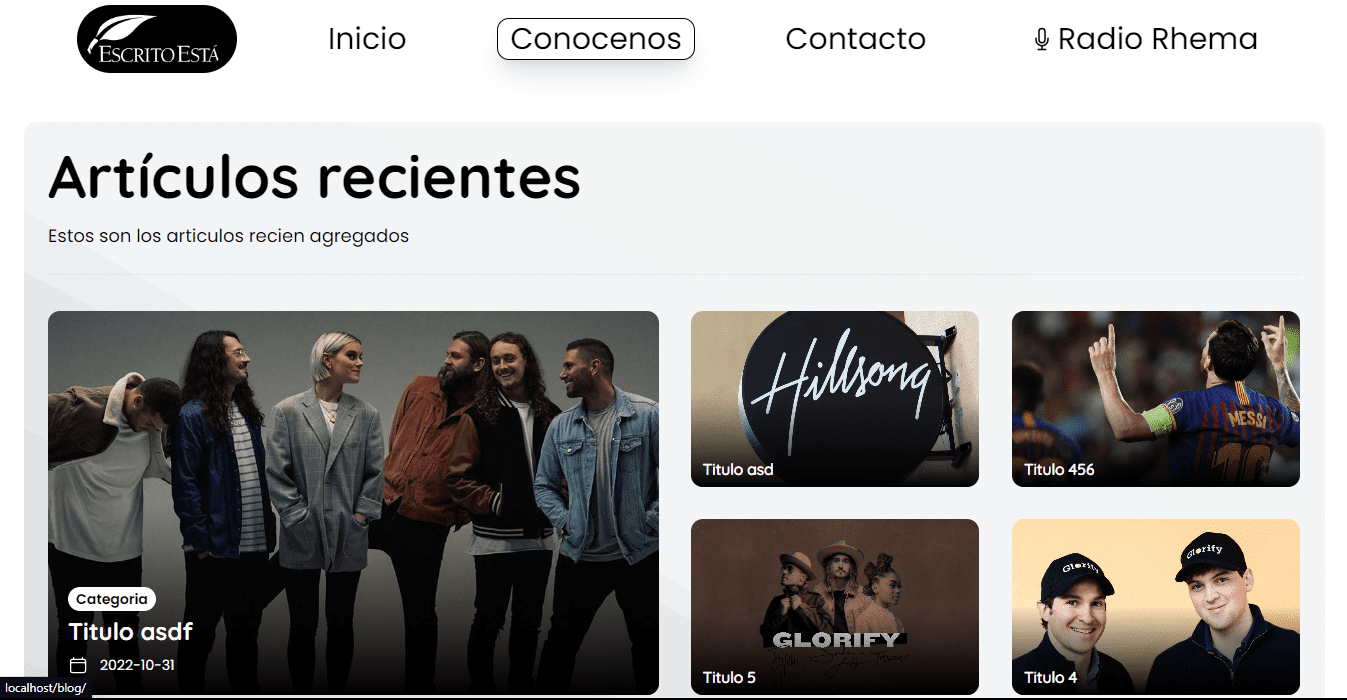 ESCRITO ESTÁ
Inicio
Conocenos
Contacto
Radio Rhema
Artículos recientes
Estos son los articulos recien agregados
Categoria
Titulo asdf
2022-10-31
Hillsong
Titulo asd
MESSI
10
Titulo 456
GLORIFY
Titulo 5
Glorify
Glorify
Titulo 4
localhost/blog/